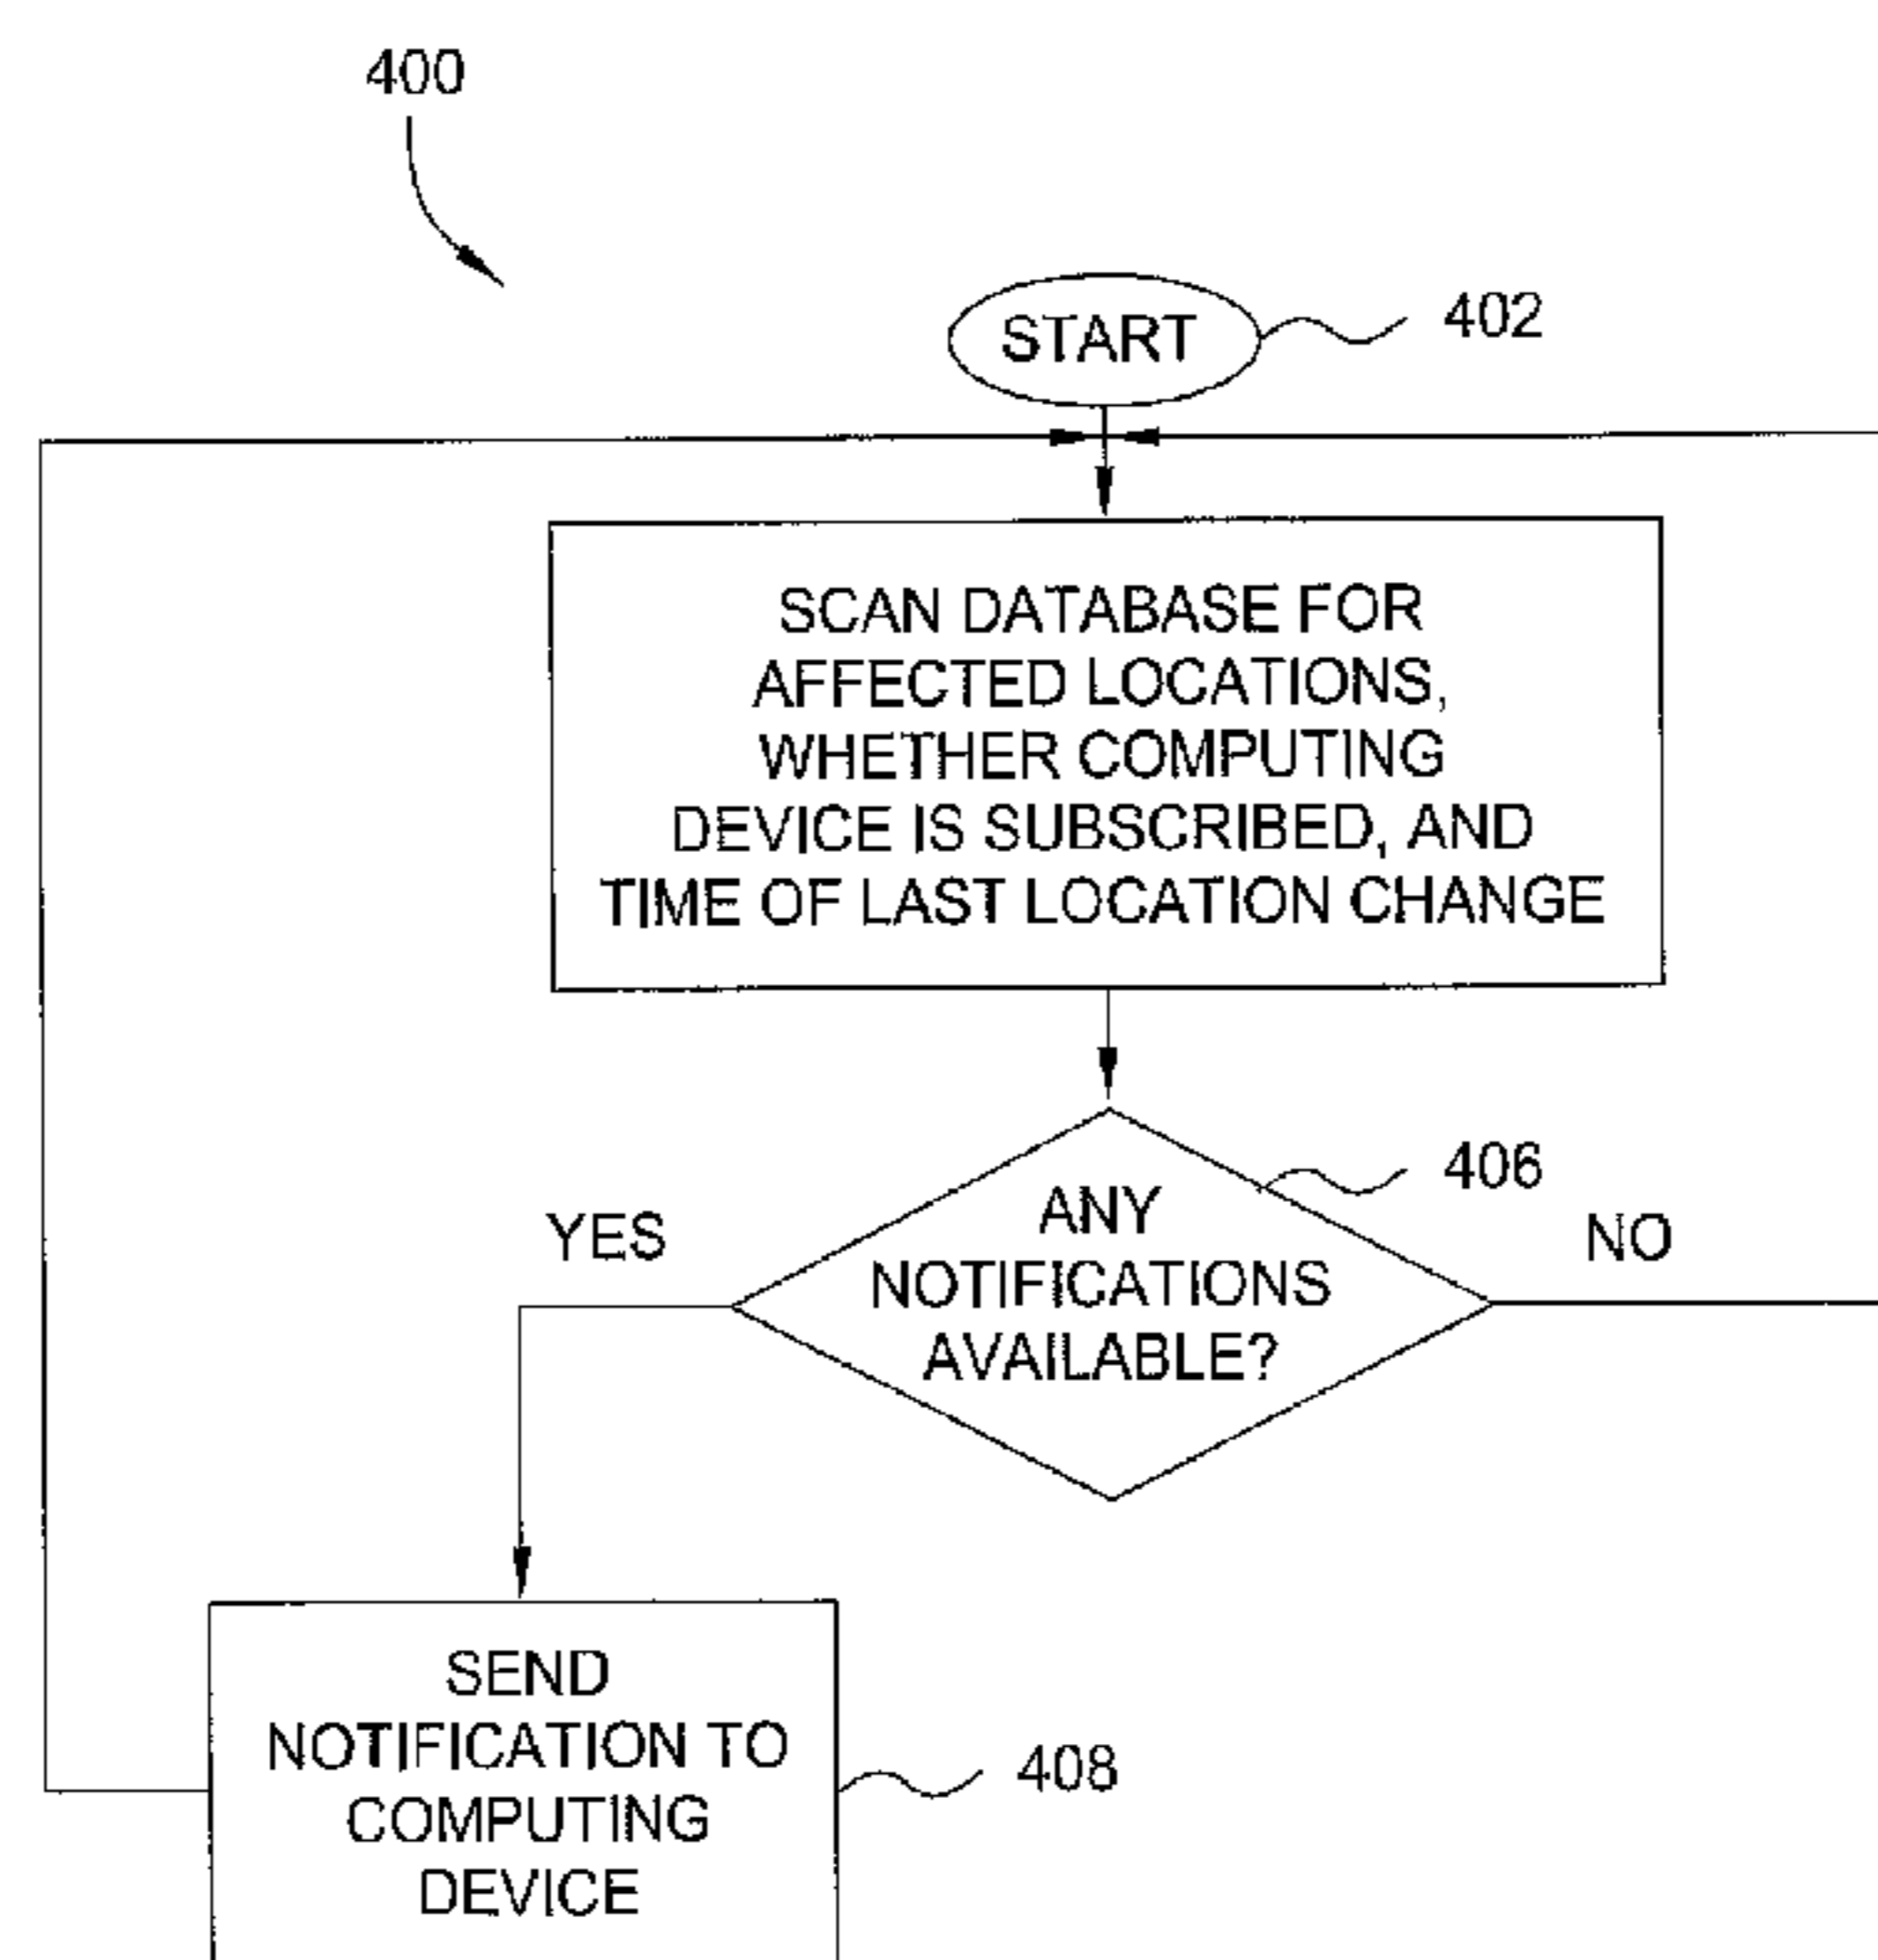 400
START
402
SCAN DATABASE FOR
AFFECTED LOCATIONS,
WHETHER COMPUTING
DEVICE IS SUBSCRIBED, AND
TIME OF LAST LOCATION CHANGE
406
ANY
NOTIFICATIONS
AVAILABLE?
YES
NO
SEND
NOTIFICATION TO
COMPUTING
DEVICE
408